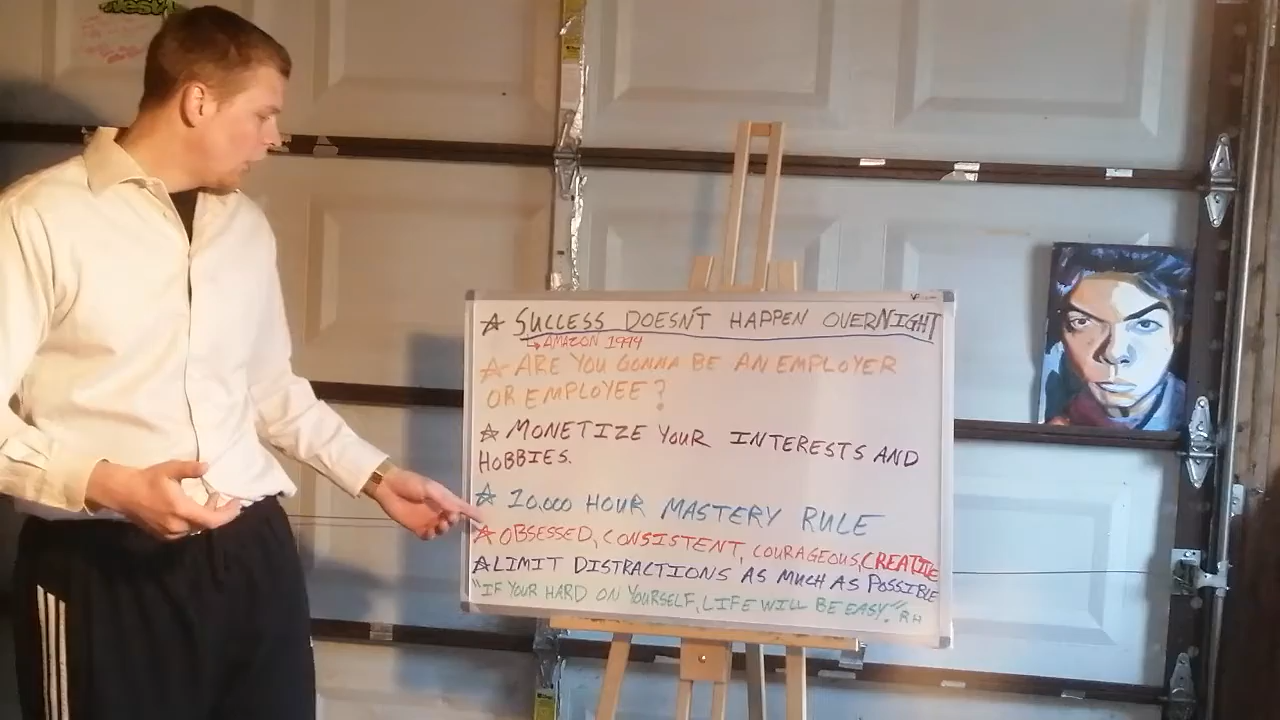 ☆ SUCCESS DOESN'T HAPPEN OVERNIGHT
↳ AMAZON 1994
☆ ARE YOU GONNA BE AN EMPLOYER
OR EMPLOYEE?
☆ MONETIZE YOUR INTERESTS AND
HOBBIES.
☆ 10,000 HOUR MASTERY RULE
☆ OBSESSED, CONSISTENT, COURAGEOUS, CREATIVE
☆ LIMIT DISTRACTIONS AS MUCH AS POSSIBLE
"IF YOUR HARD ON YOURSELF, LIFE WILL BE EASY." RH